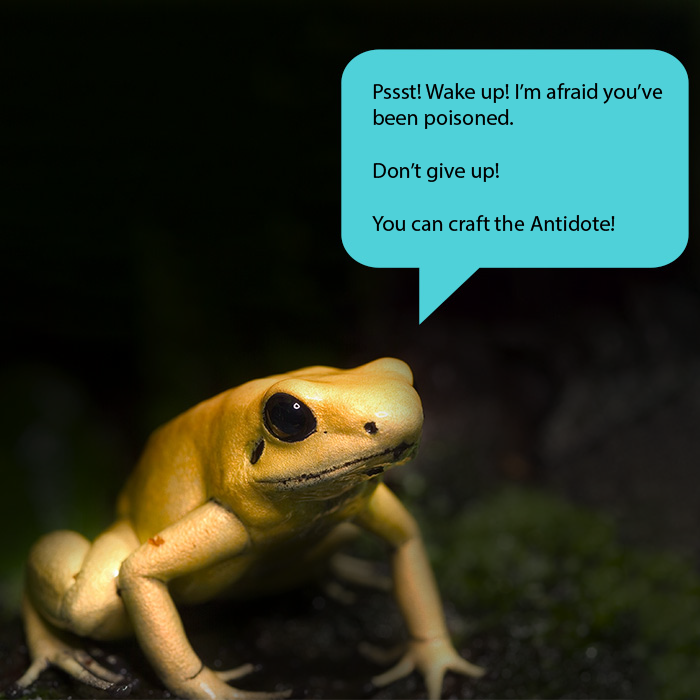 Pssst! Wake up! I’m afraid you’ve
been poisoned.
Don’t give up!
You can craft the Antidote!